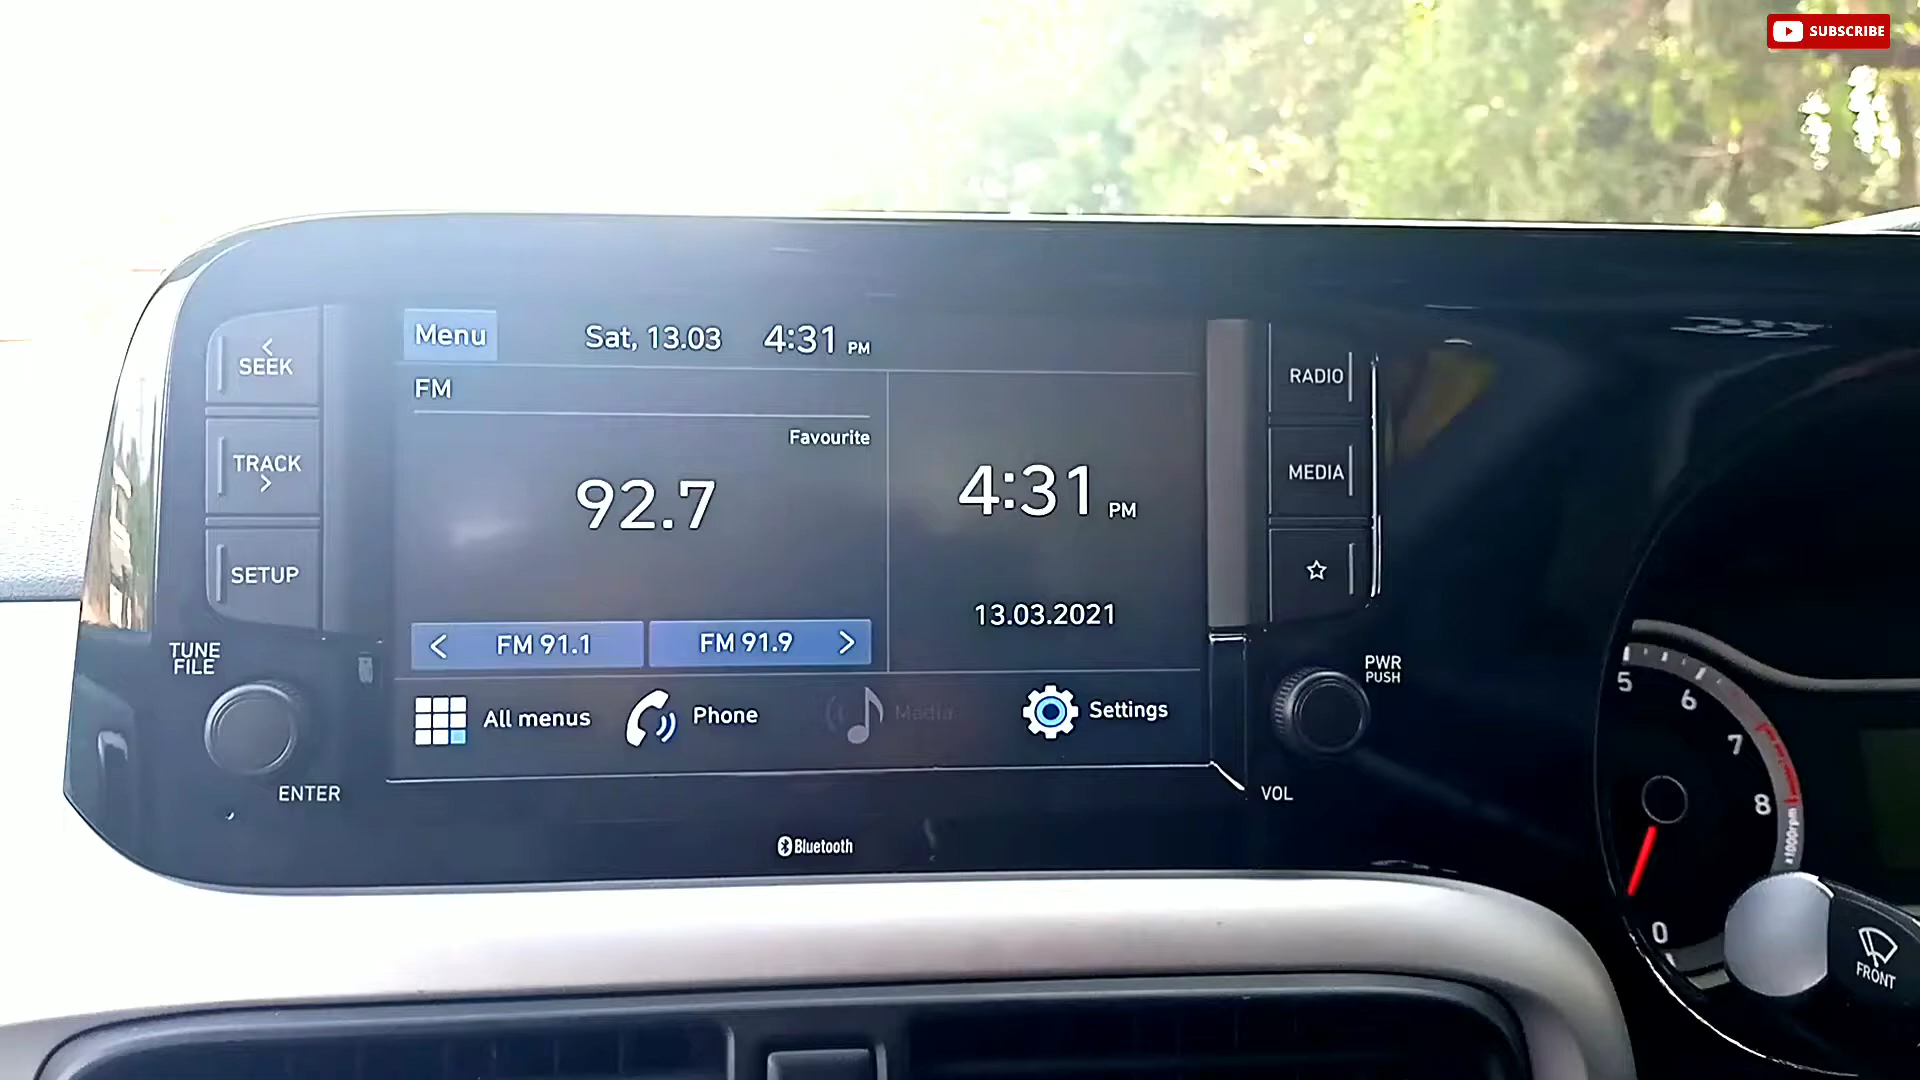 SUBSCRIBE
Menu
Sat, 13.03
4:31 PM
SEEK
TRACK
SETUP
TUNE
FILE
ENTER
FM
Favourite
92.7
FM 91.1
FM 91.9
4:31 PM
13.03.2021
All menus
Phone
Media
Settings
RADIO
MEDIA
PWR
PUSH
VOL
Bluetooth
5
6
7
8
x1000rpm
0
FRONT